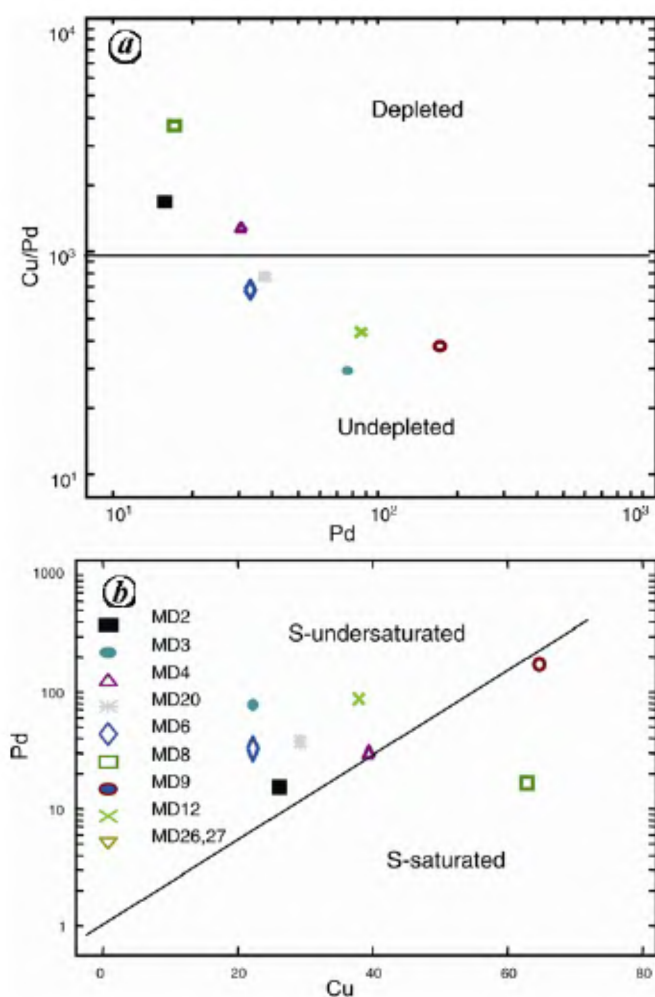 a
10⁴
Depleted
Cu/Pd
10³
Undepleted
10¹
10¹
10²
10³
Pd
b
1000
100
10
1
Pd
MD2
MD3
MD4
MD20
MD6
MD8
MD9
MD12
MD26,27
S-undersaturated
S-saturated
0
20
40
60
80
Cu